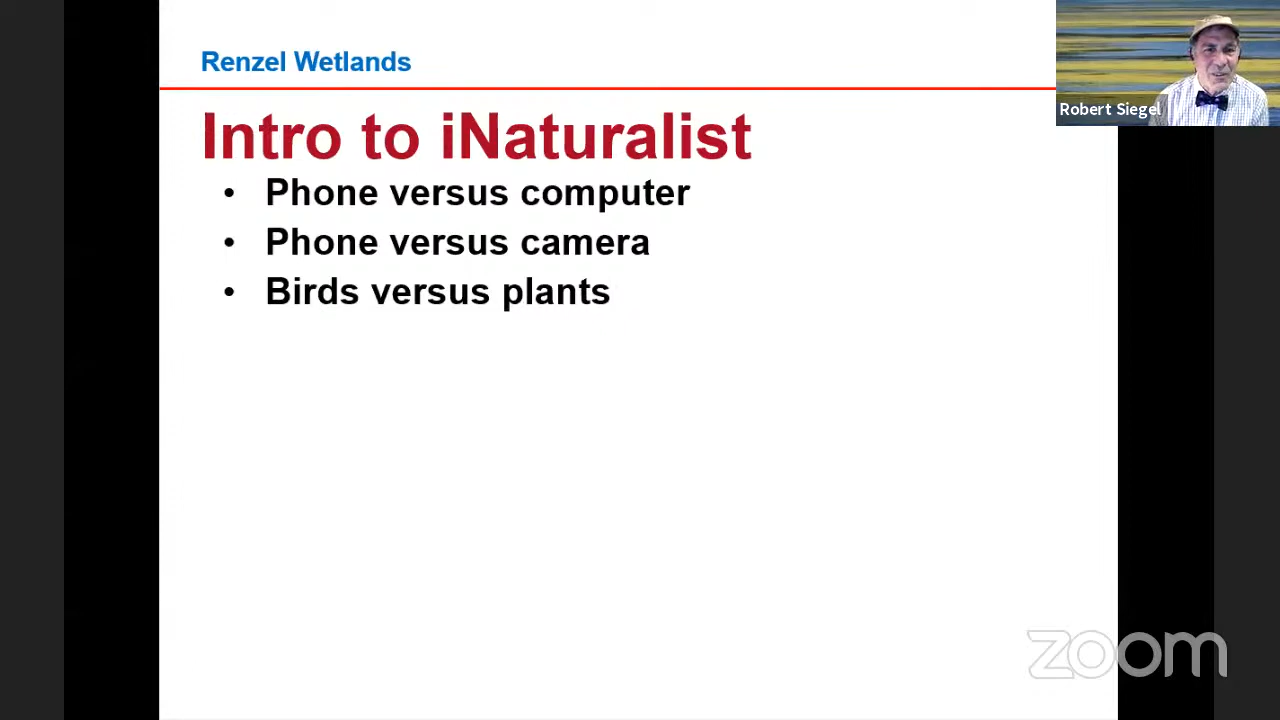 Renzel Wetlands
Intro to iNaturalist
• Phone versus computer
• Phone versus camera
• Birds versus plants
Robert Siegel
zoom